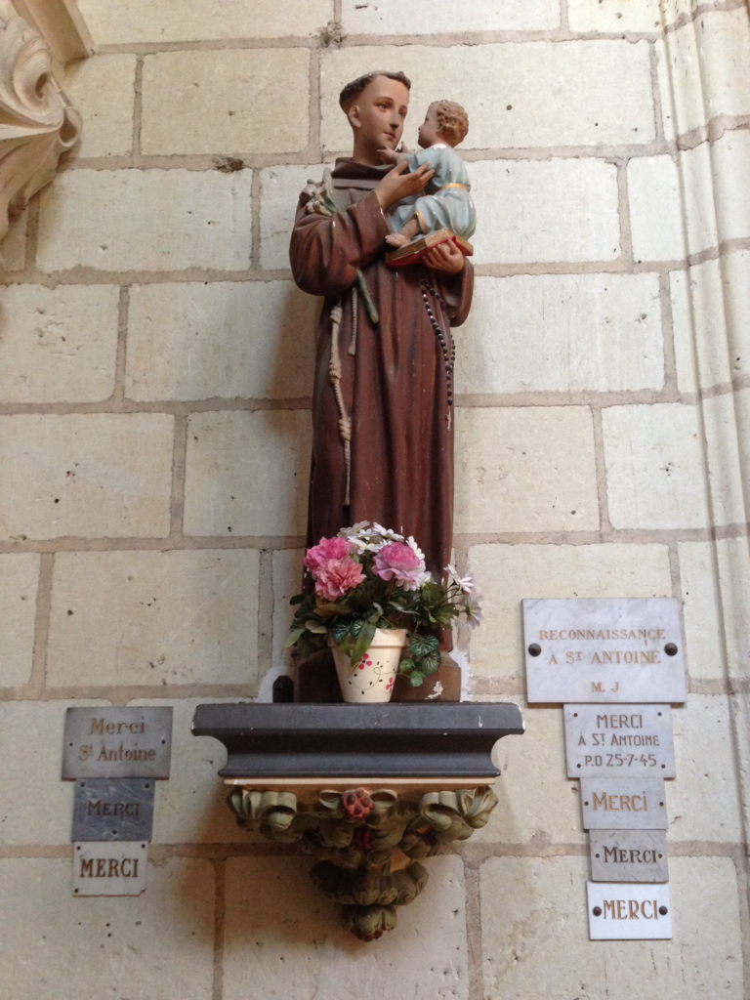 Merci
St Antoine
MERCI
MERCI
RECONNAISSANCE
À ST ANTOINE
M. J
MERCI
À ST ANTOINE
P.D 25-7-45
MERCI
MERCI
MERCI